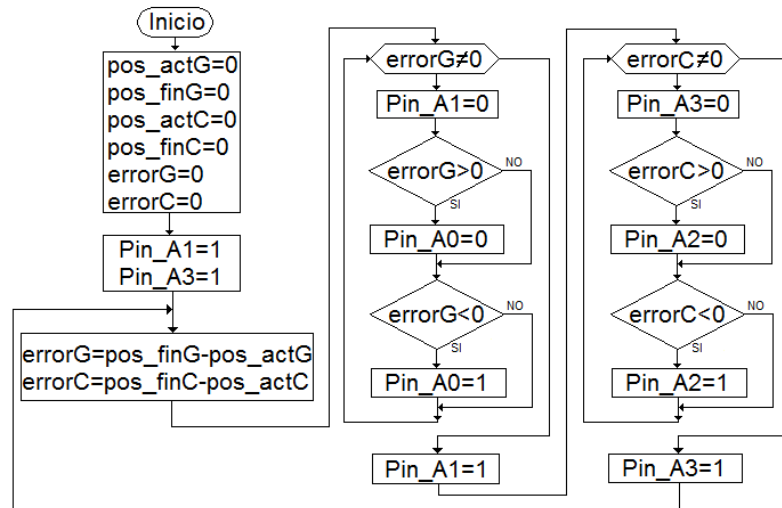 Inicio
pos_actG=0
pos_finG=0
pos_actC=0
pos_finC=0
errorG=0
errorC=0
Pin_A1=1
Pin_A3=1
errorG=pos_finG-pos_actG
errorC=pos_finC-pos_actC
errorG≠0
Pin_A1=0
errorG>0
NO
SI
Pin_A0=0
errorG<0
NO
SI
Pin_A0=1
Pin_A1=1
errorC≠0
Pin_A3=0
errorC>0
NO
SI
Pin_A2=0
errorC<0
NO
SI
Pin_A2=1
Pin_A3=1